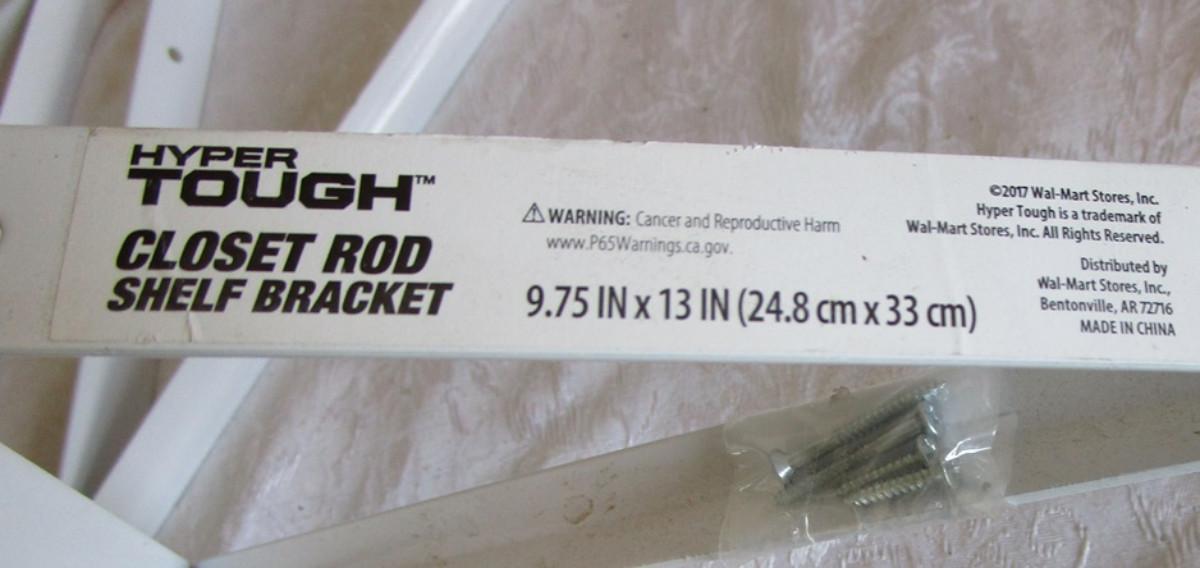 HYPER
TOUGH™
CLOSET ROD
SHELF BRACKET
⚠ WARNING: Cancer and Reproductive Harm
www.P65Warnings.ca.gov.
9.75 IN x 13 IN (24.8 cm x 33 cm)
©2017 Wal-Mart Stores, Inc.
Hyper Tough is a trademark of
Wal-Mart Stores, Inc. All Rights Reserved.
Distributed by
Wal-Mart Stores, Inc.,
Bentonville, AR 72716
MADE IN CHINA